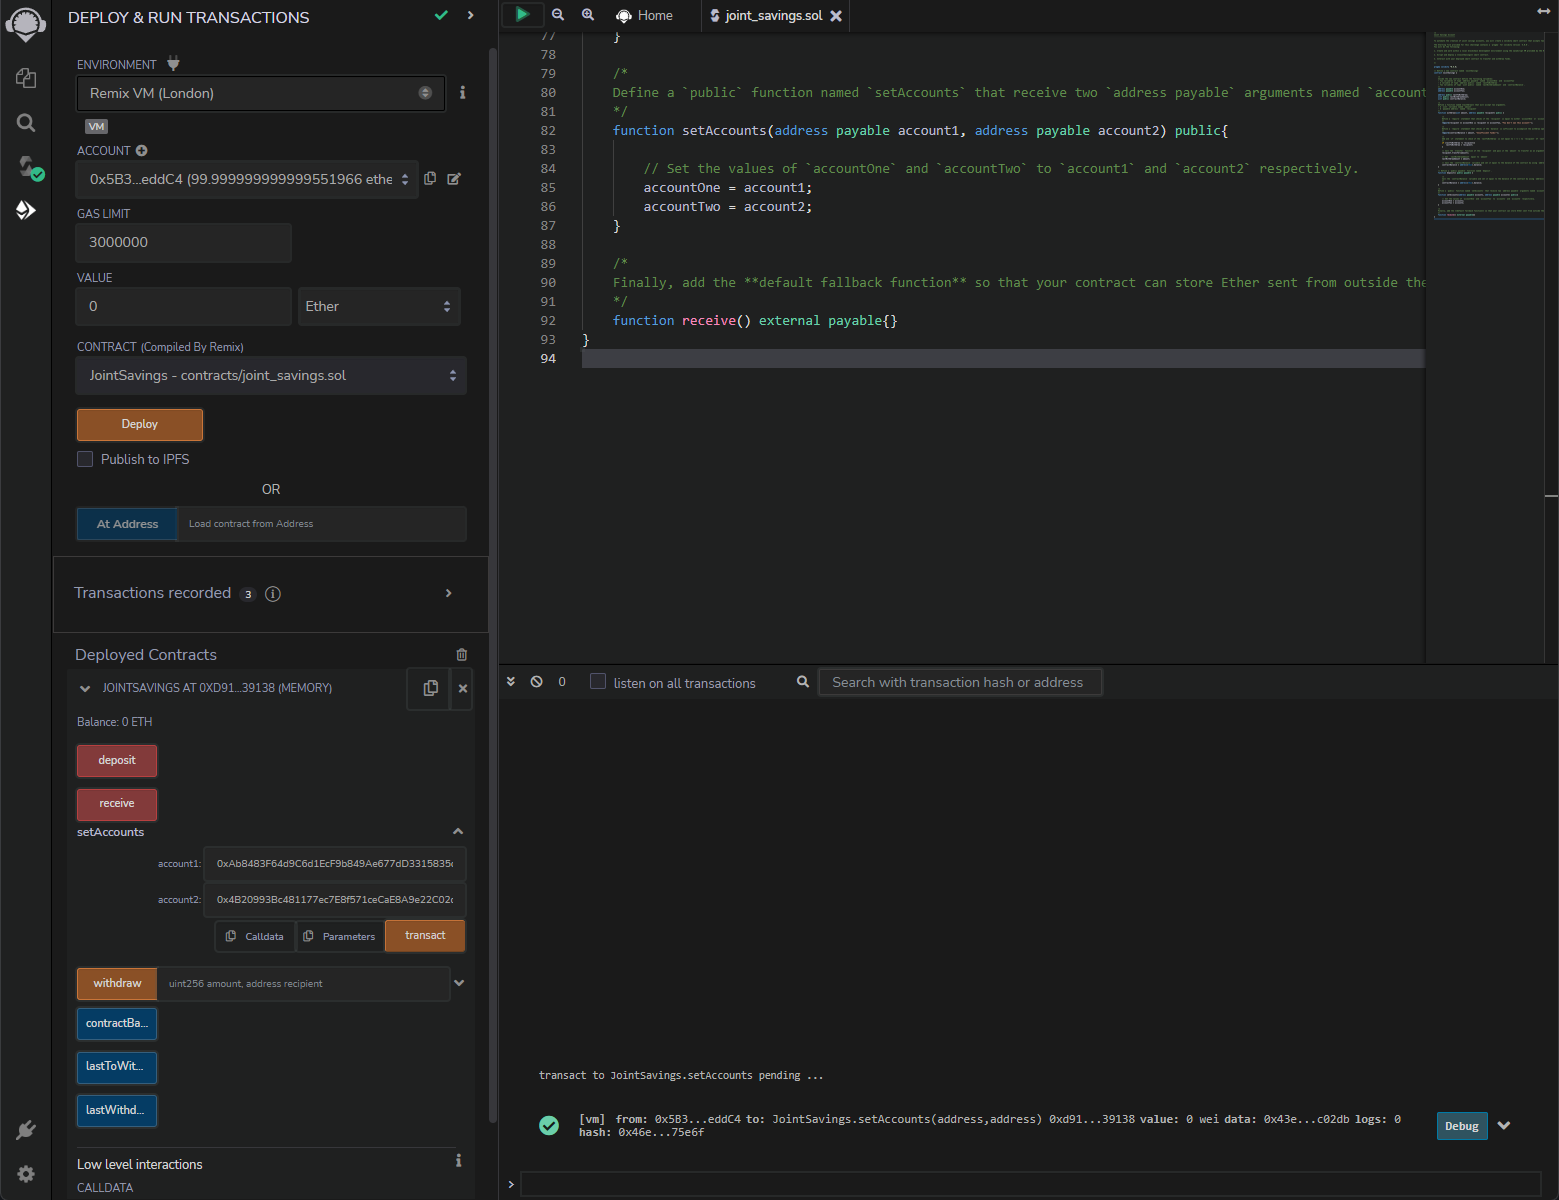 DEPLOY & RUN TRANSACTIONS
ENVIRONMENT
Remix VM (London)
VM
ACCOUNT
0x5B3...eddC4 (99.999999999999551966 ethe
GAS LIMIT
3000000
VALUE
0
Ether
CONTRACT (Compiled By Remix)
JointSavings - contracts/joint_savings.sol
Deploy
Publish to IPFS
OR
At Address
Load contract from Address
Transactions recorded 3
Deployed Contracts
JOINTSAVINGS AT 0XD91...39138 (MEMORY)
Balance: 0 ETH
deposit
receive
setAccounts
account1: 0xAb8483F64d9C6d1EcF9b849Ae677dD3315835c
account2: 0x4B20993Bc481177ec7E8f571ceCaE8A9e22C02c
Calldata
Parameters
transact
withdraw
uint256 amount, address recipient
contractBa...
lastToWit...
lastWithd...
Low level interactions
CALLDATA
Home
joint_savings.sol
77 }
78
79 /*
80 Define a `public` function named `setAccounts` that receive two `address payable` arguments named `account
81 */
82 function setAccounts(address payable account1, address payable account2) public{
83
84 // Set the values of `accountOne` and `accountTwo` to `account1` and `account2` respectively.
85 accountOne = account1;
86 accountTwo = account2;
87 }
88
89 /*
90 Finally, add the **default fallback function** so that your contract can store Ether sent from outside the
91 */
92 function receive() external payable{}
93 }
94
0
listen on all transactions
Search with transaction hash or address
transact to JointSavings.setAccounts pending ...
[vm] from: 0x5B3...eddC4 to: JointSavings.setAccounts(address,address) 0xd91...39138 value: 0 wei data: 0x43e...c02db logs: 0
hash: 0x46e...75e6f
Debug
>